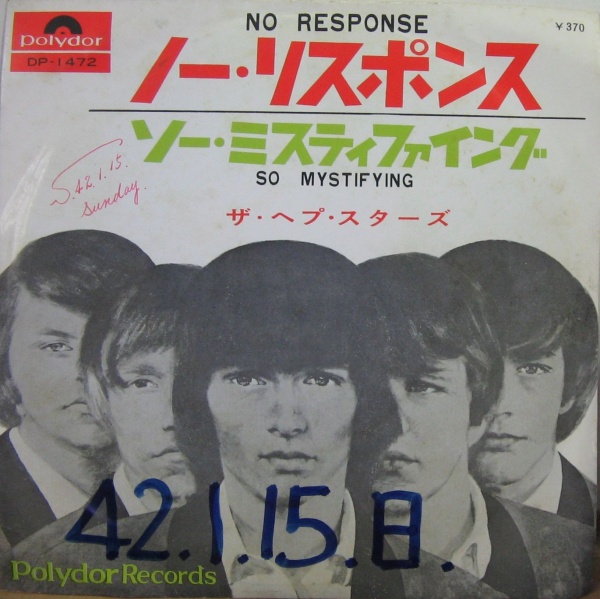 NO RESPONSE
¥370
polydor
DP-1472
ノー・リスポンス
ソー・ミスティファイング
SO MYSTIFYING
S.42.1.15.
sunday.
ザ・ヘプ・スターズ
42.1.15.日.
Polydor Records